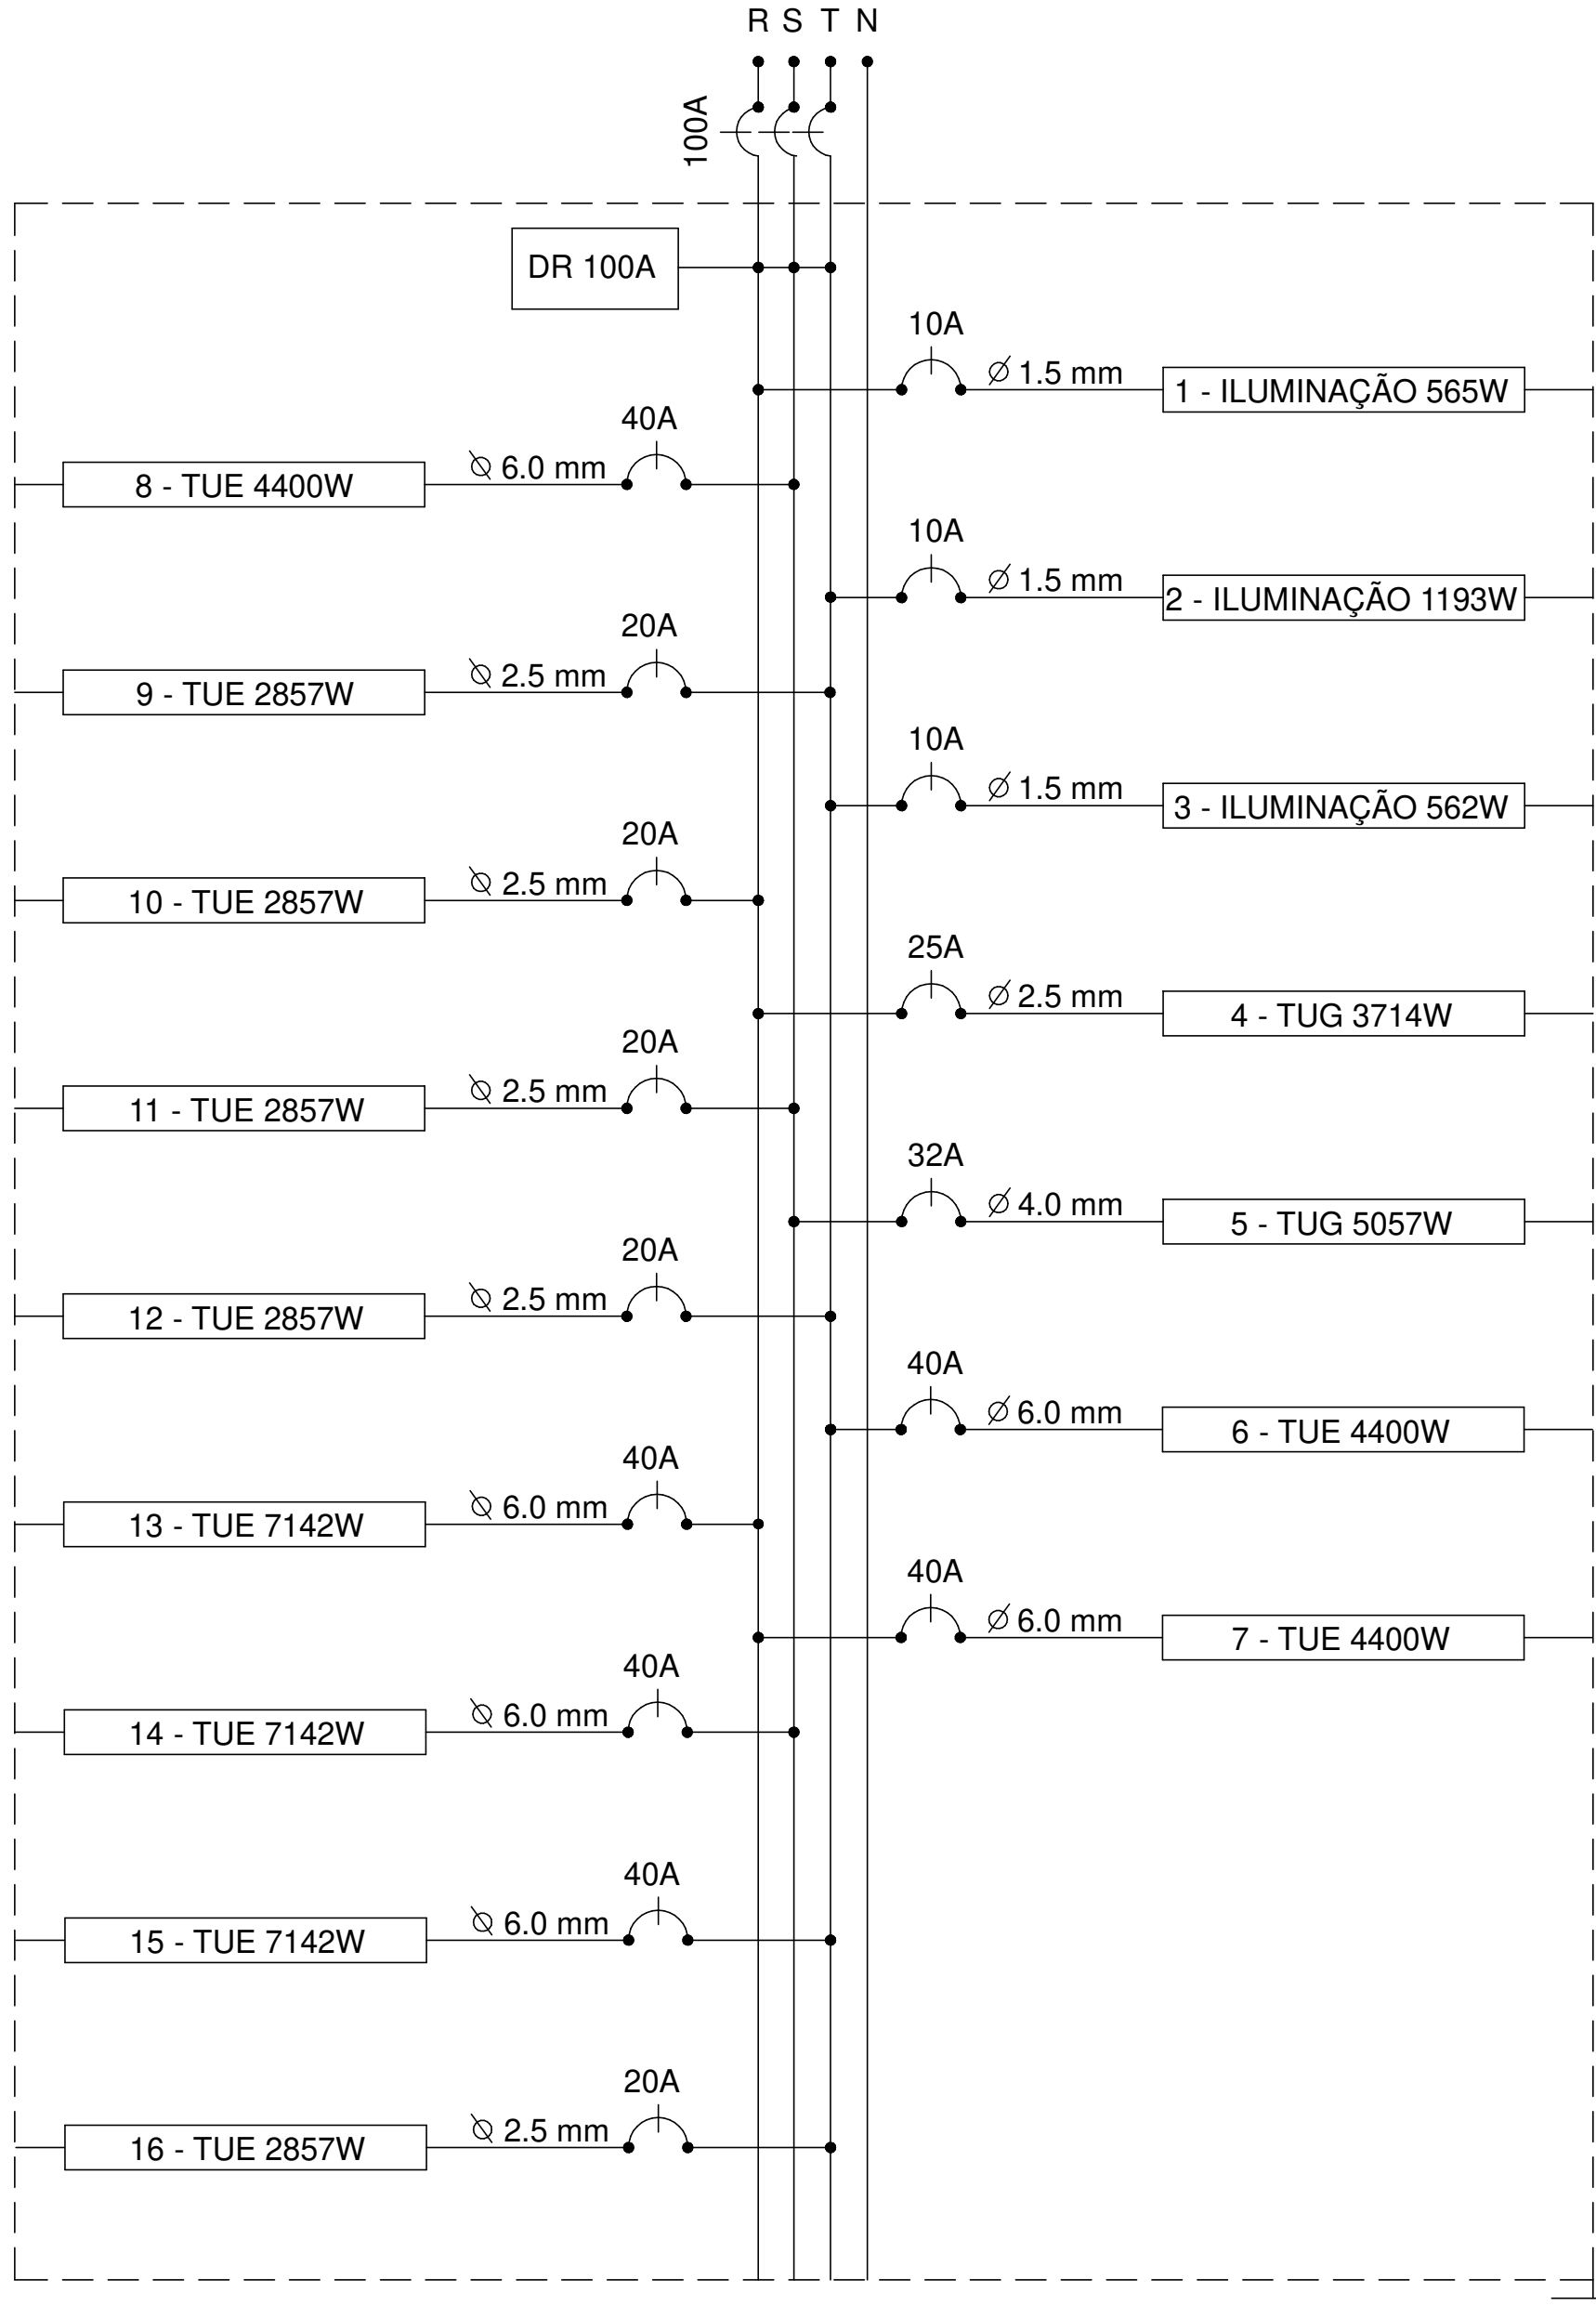 R S T N
100A
DR 100A
10A
Ø 1.5 mm
1 - ILUMINAÇÃO 565W
40A
Ø 6.0 mm
8 - TUE 4400W
10A
Ø 1.5 mm
2 - ILUMINAÇÃO 1193W
20A
Ø 2.5 mm
9 - TUE 2857W
10A
Ø 1.5 mm
3 - ILUMINAÇÃO 562W
20A
Ø 2.5 mm
10 - TUE 2857W
25A
Ø 2.5 mm
4 - TUG 3714W
20A
Ø 2.5 mm
11 - TUE 2857W
32A
Ø 4.0 mm
5 - TUG 5057W
20A
Ø 2.5 mm
12 - TUE 2857W
40A
Ø 6.0 mm
6 - TUE 4400W
40A
Ø 6.0 mm
13 - TUE 7142W
40A
Ø 6.0 mm
7 - TUE 4400W
40A
Ø 6.0 mm
14 - TUE 7142W
40A
Ø 6.0 mm
15 - TUE 7142W
20A
Ø 2.5 mm
16 - TUE 2857W